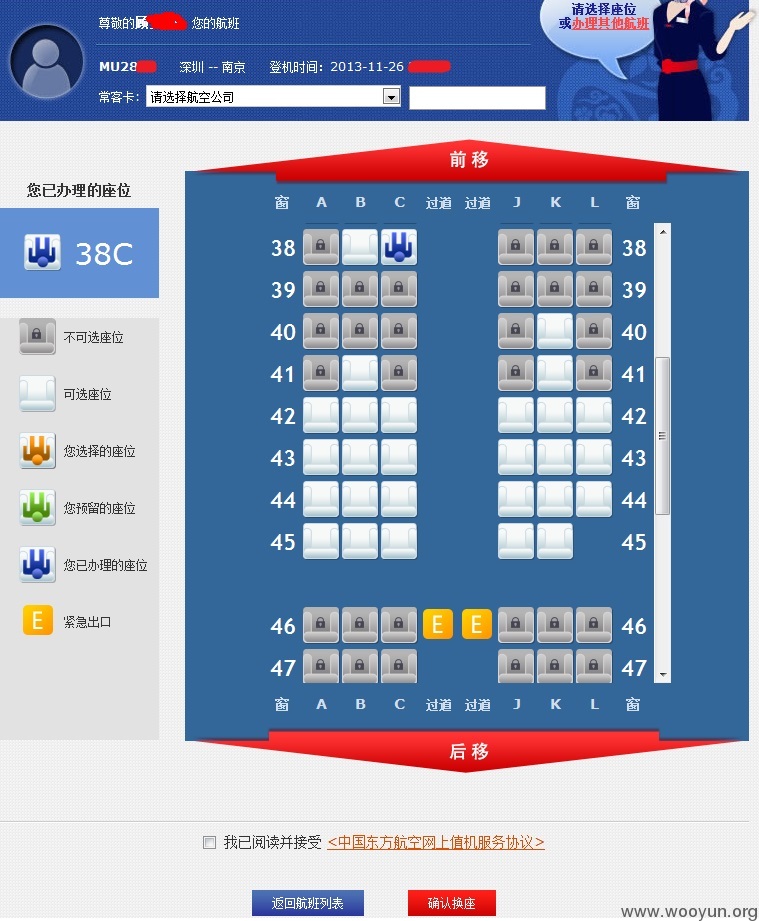 请选择座位
或办理其他航班
尊敬的顾 您的航班
MU28 深圳 -- 南京 登机时间：2013-11-26
常客卡： 请选择航空公司
前 移
您已办理的座位
38C
不可选座位
可选座位
您选择的座位
您预留的座位
您已办理的座位
E 紧急出口
窗 A B C 过道 过道 J K L 窗
38 38
39 39
40 40
41 41
42 42
43 43
44 44
45 45
46 E E 46
47 47
窗 A B C 过道 过道 J K L 窗
后 移
我已阅读并接受 <中国东方航空网上值机服务协议>
返回航班列表 确认换座
www.wooyun.org